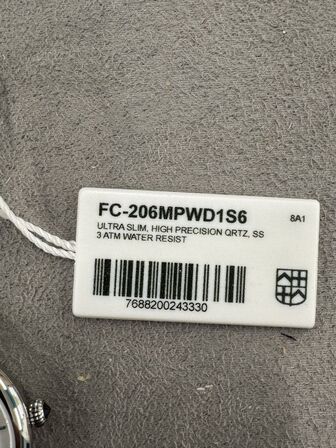 FC-206MPWD1S6 8A1
ULTRA SLIM, HIGH PRECISION QRTZ, SS
3 ATM WATER RESIST
7688200243330